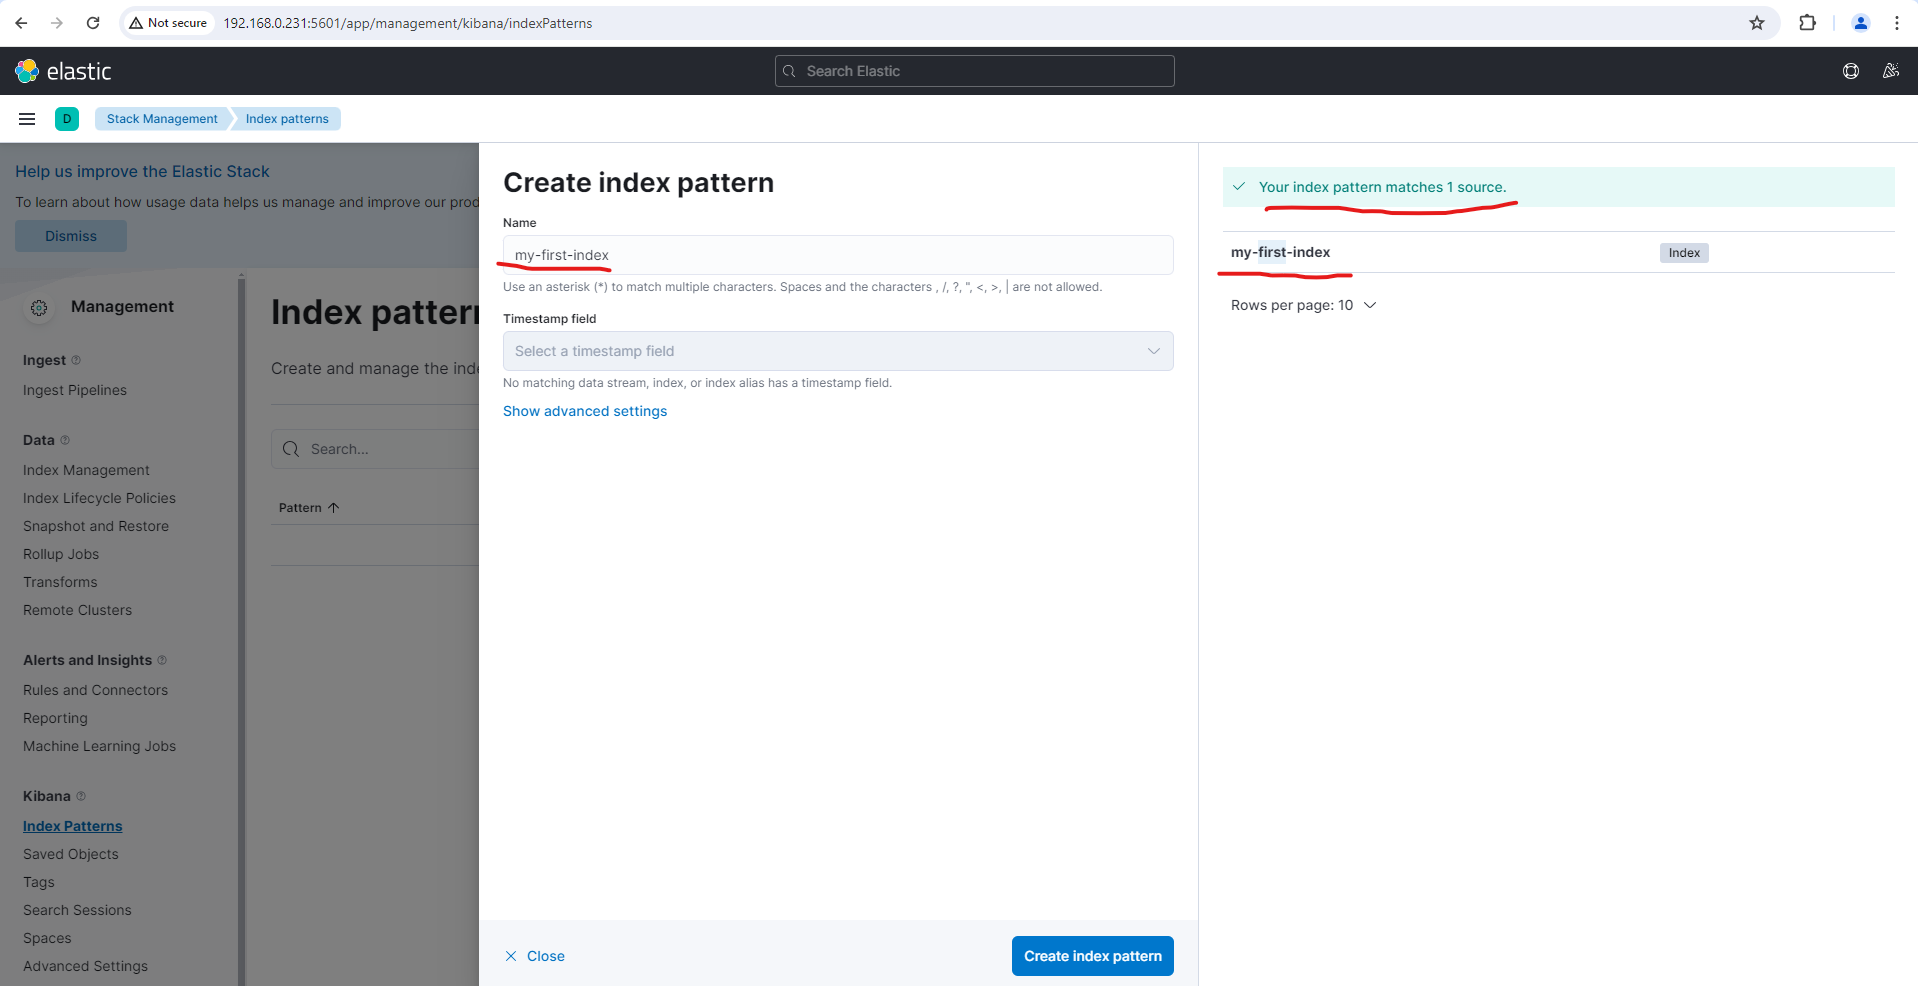 Not secure 192.168.0.231:5601/app/management/kibana/indexPatterns
elastic
Search Elastic
D
Stack Management
Index patterns
Help us improve the Elastic Stack
To learn about how usage data helps us manage and improve our prod
Dismiss
Management
Ingest
Ingest Pipelines
Data
Index Management
Index Lifecycle Policies
Snapshot and Restore
Rollup Jobs
Transforms
Remote Clusters
Alerts and Insights
Rules and Connectors
Reporting
Machine Learning Jobs
Kibana
Index Patterns
Saved Objects
Tags
Search Sessions
Spaces
Advanced Settings
Index patter
Create and manage the inde
Search...
Pattern
Create index pattern
Name
my-first-index
Use an asterisk (*) to match multiple characters. Spaces and the characters , /, ?, ", <, >, | are not allowed.
Timestamp field
Select a timestamp field
No matching data stream, index, or index alias has a timestamp field.
Show advanced settings
Close
Create index pattern
Your index pattern matches 1 source.
my-first-index
Index
Rows per page: 10